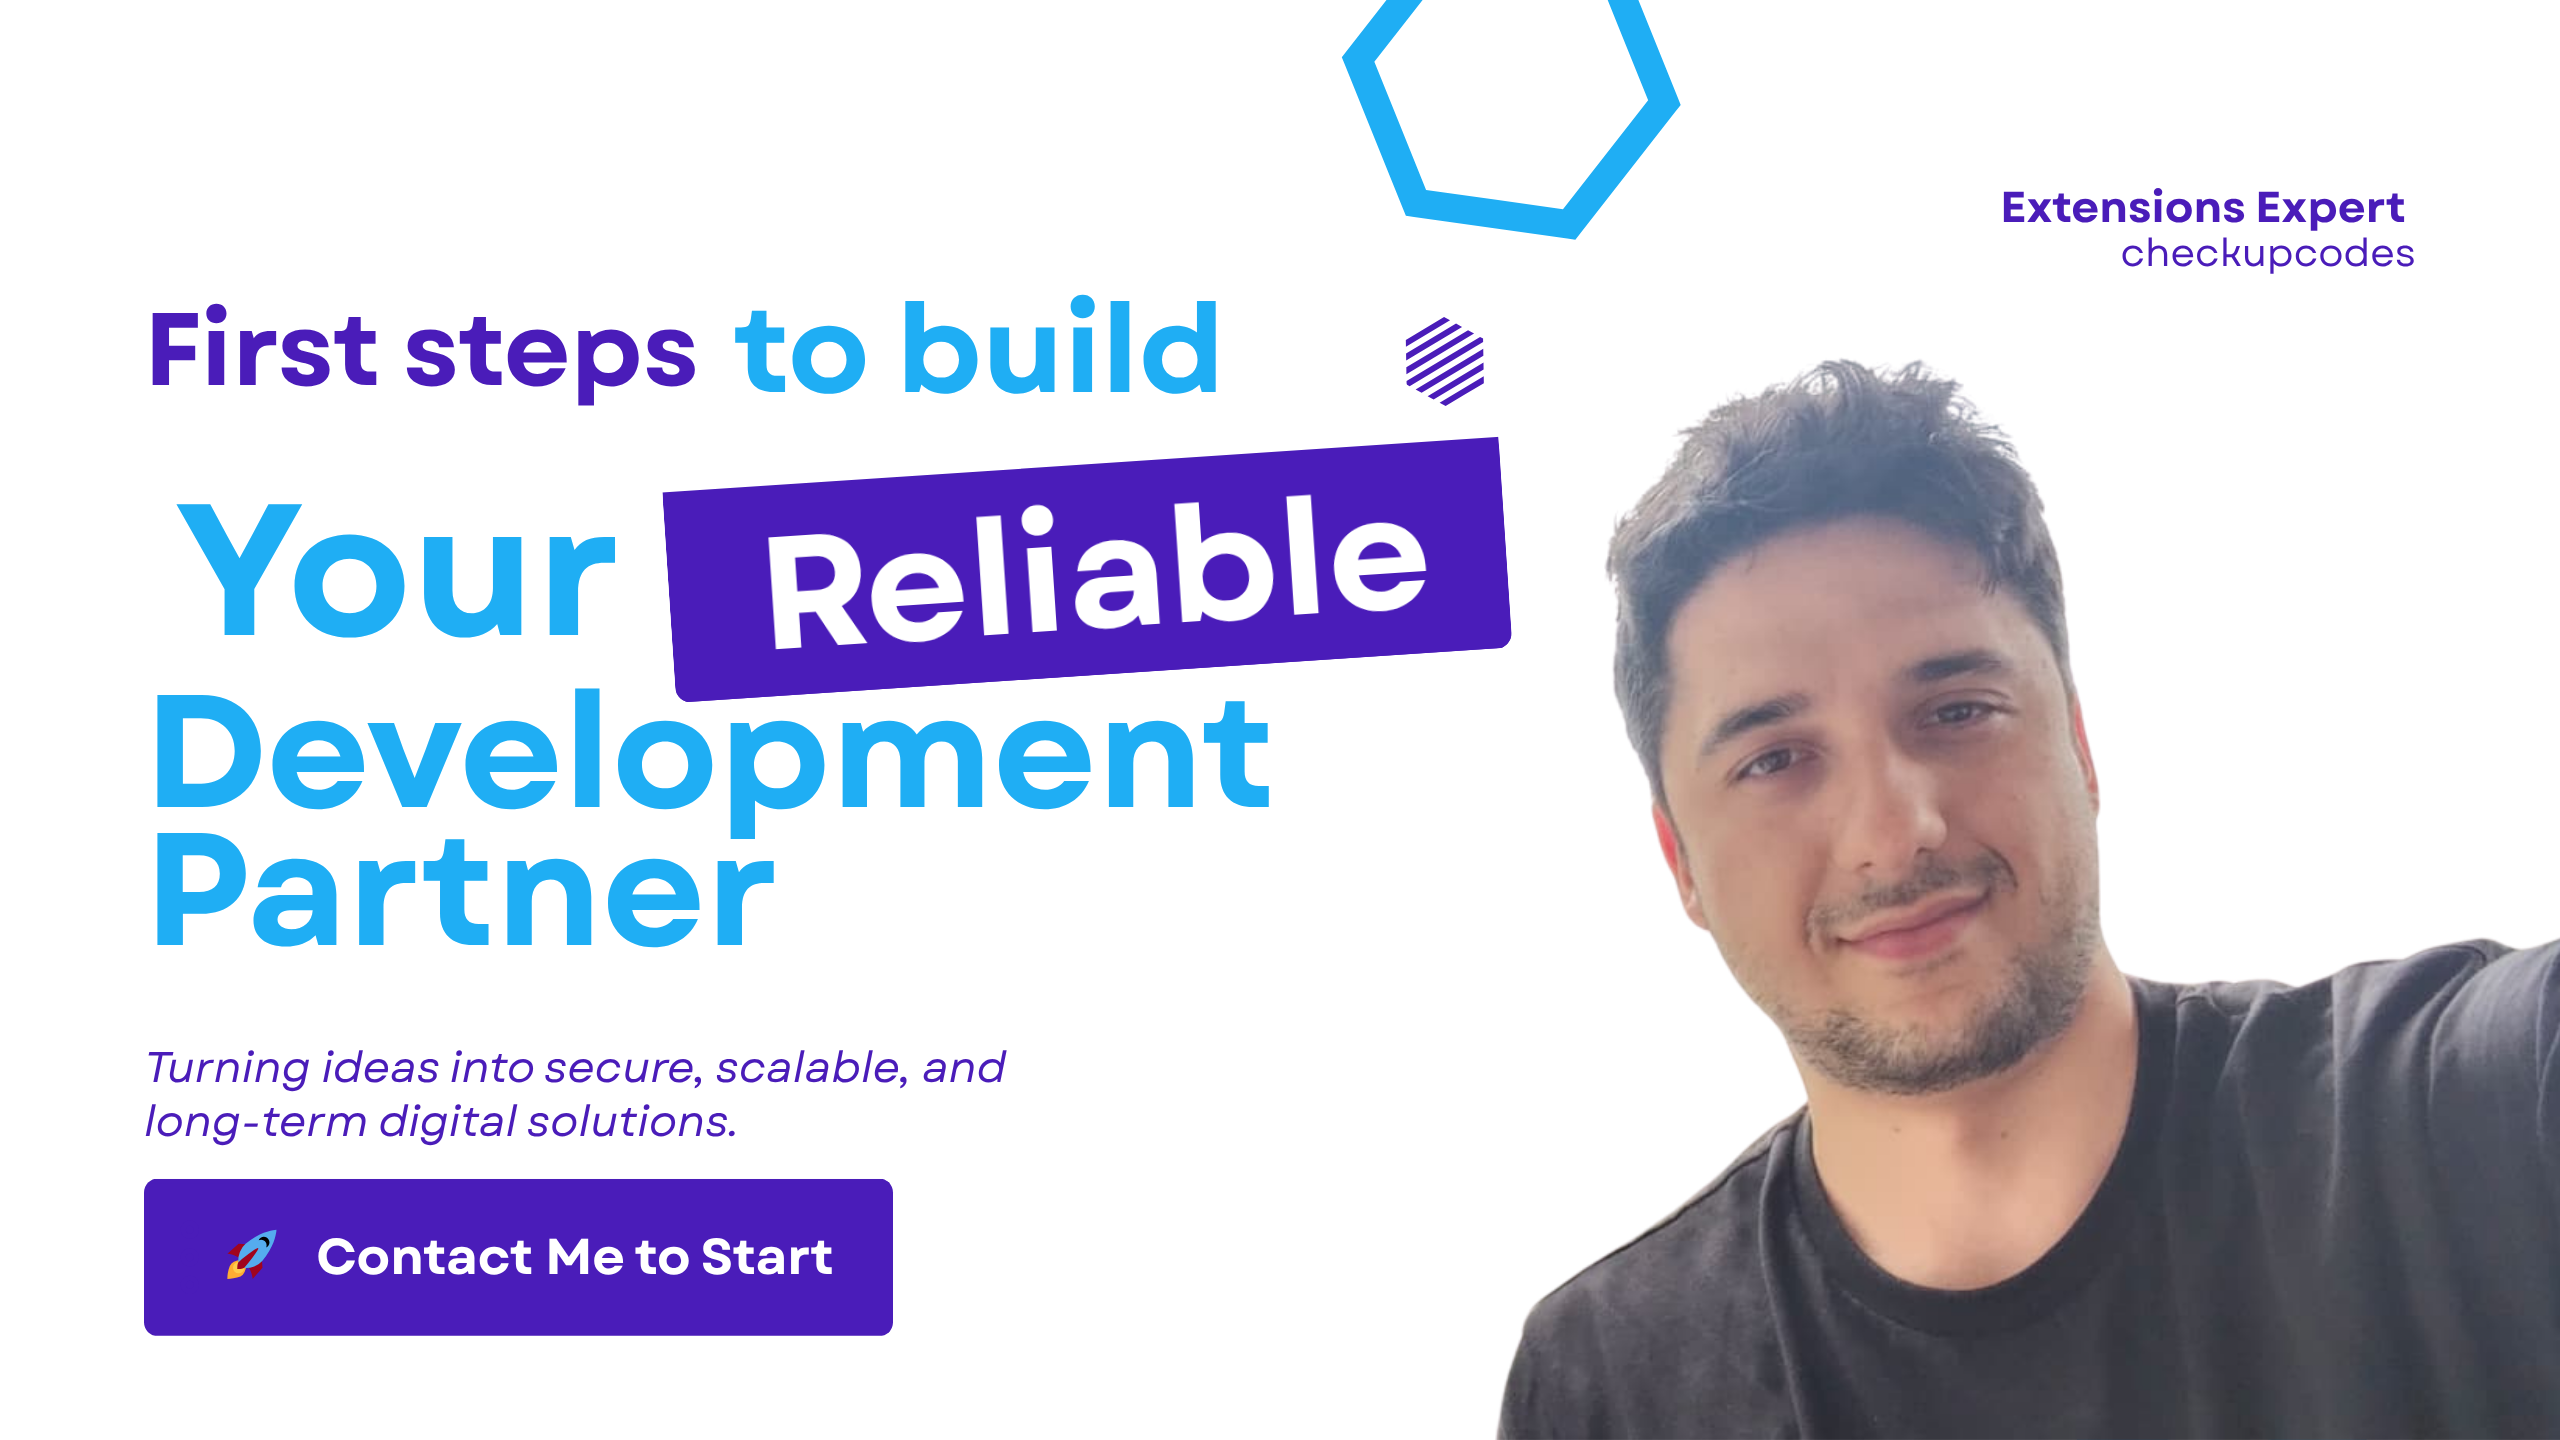 Extensions Expert
checkupcodes
First steps to build
Your Reliable
Development
Partner
Turning ideas into secure, scalable, and
long-term digital solutions.
Contact Me to Start